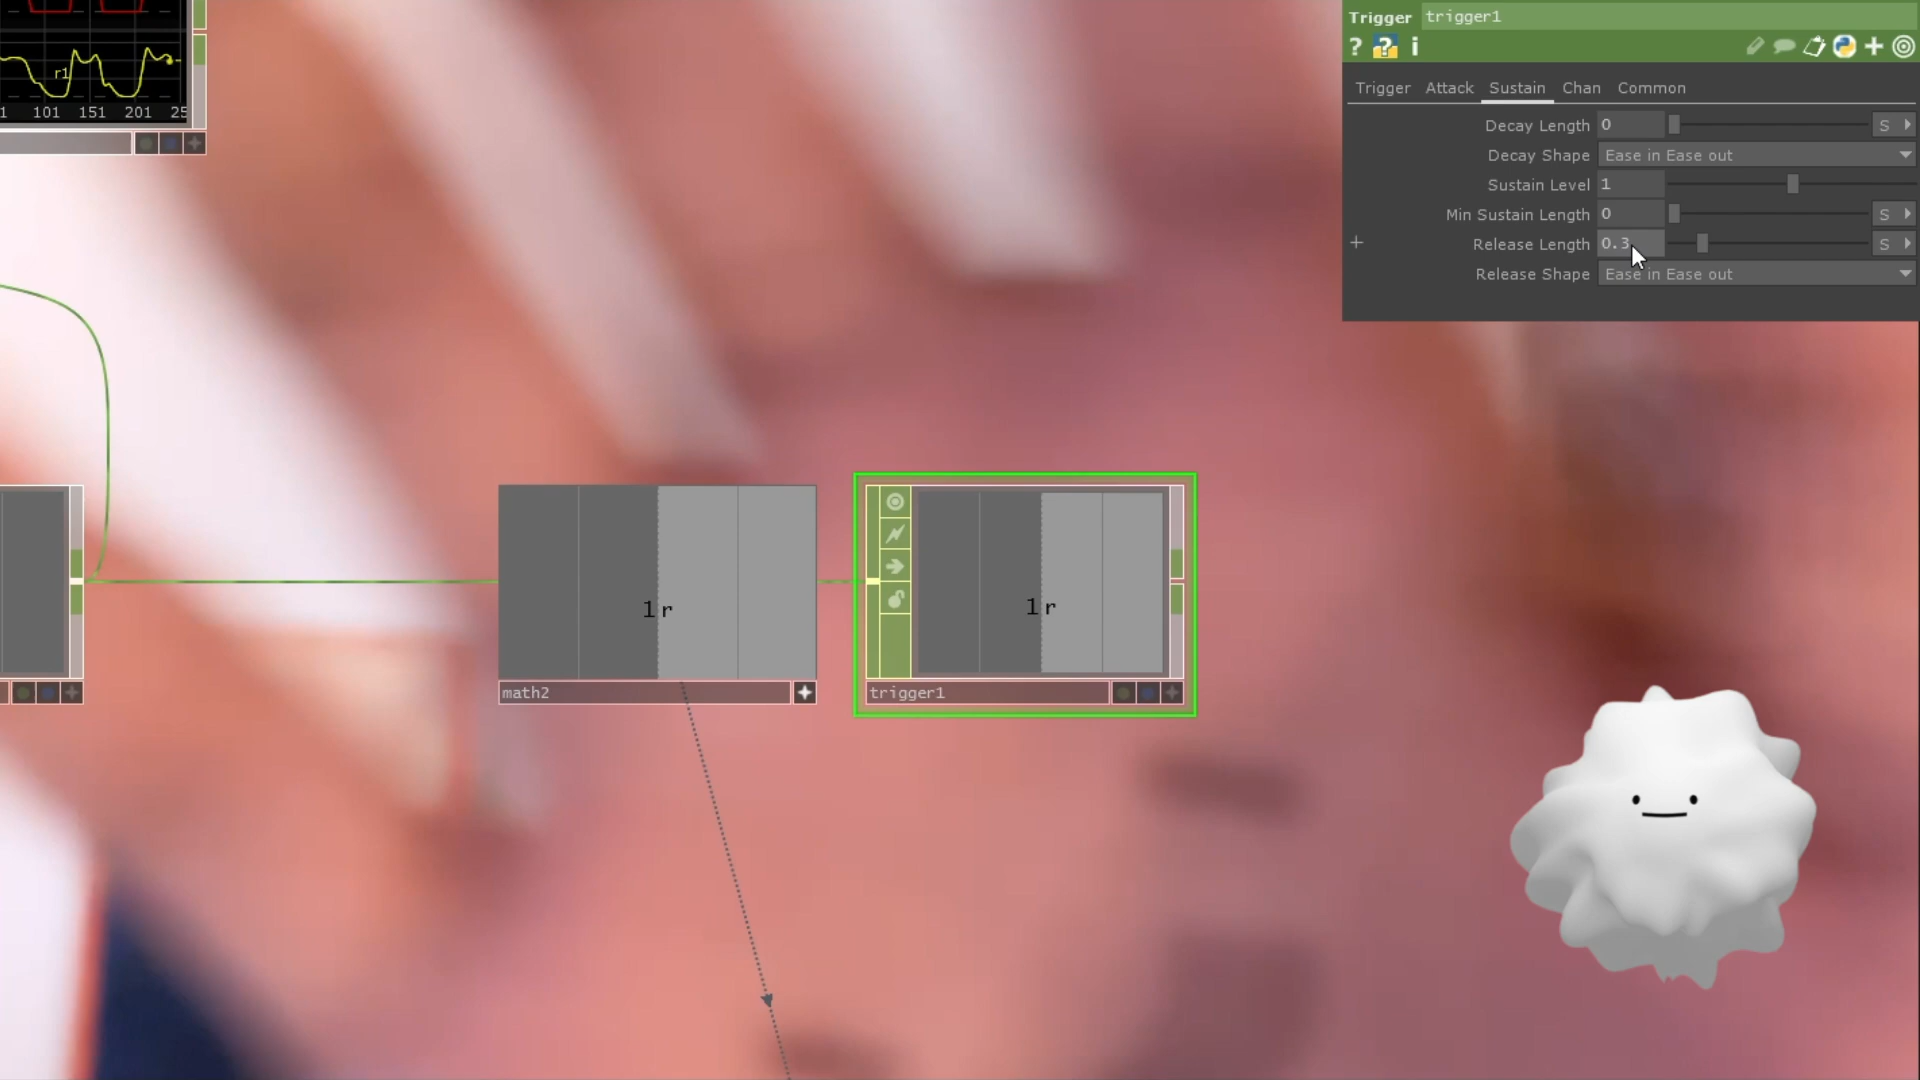 Trigger trigger1
? ? i
Trigger Attack Sustain Chan Common
Decay Length 0 S
Decay Shape Ease in Ease out
Sustain Level 1
Min Sustain Length 0 S
Release Length 0.3 S
Release Shape Ease in Ease out
r1
1 101 151 201 25
1 r
math2
1 r
trigger1